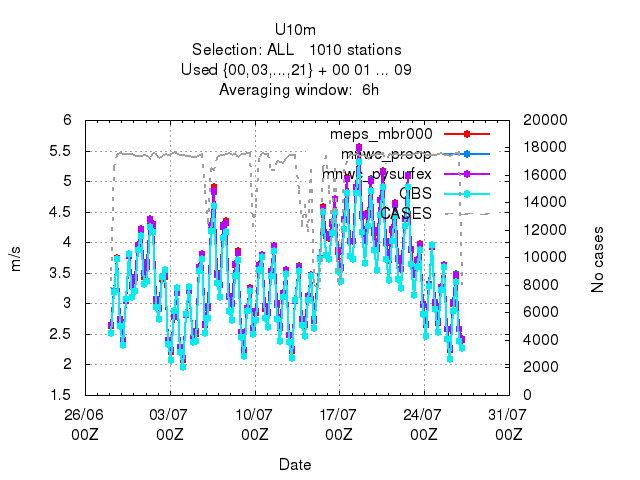 U10m
Selection: ALL   1010 stations
Used {00,03,...,21} + 00 01 ... 09
Averaging window:  6h
6
5.5
5
4.5
4
3.5
3
2.5
2
1.5
m/s
20000
18000
16000
14000
12000
10000
8000
6000
4000
2000
0
No cases
meps_mbr000
OBS
CASES
26/06
00Z
03/07
00Z
10/07
00Z
17/07
00Z
24/07
00Z
31/07
00Z
Date